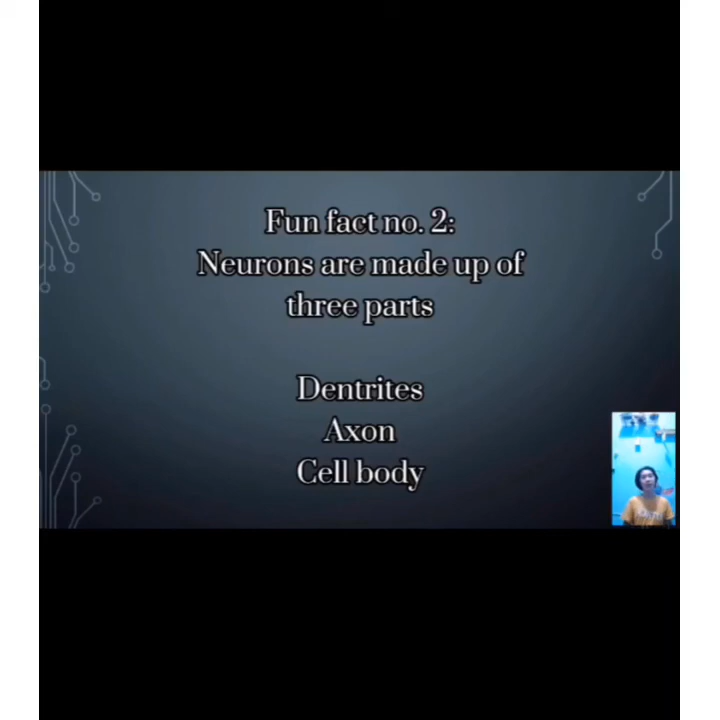 Fun fact no. 2:
Neurons are made up of
three parts
Dentrites
Axon
Cell body